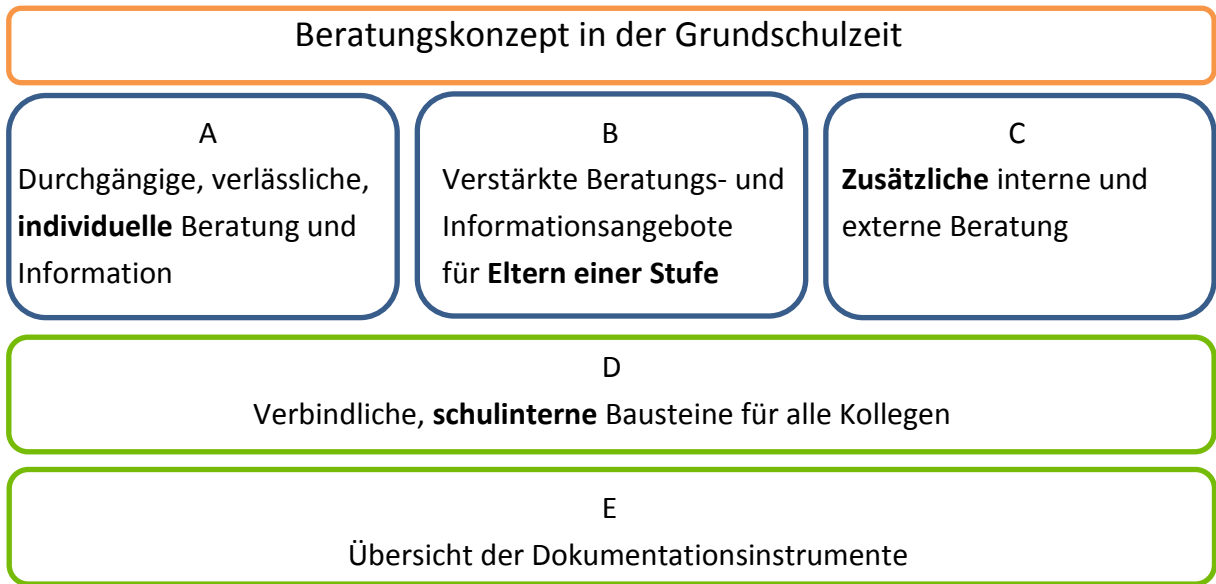 Beratungskonzept in der Grundschulzeit
A
Durchgängige, verlässliche,
individuelle Beratung und
Information
B
Verstärkte Beratungs- und
Informationsangebote
für Eltern einer Stufe
C
Zusätzliche interne und
externe Beratung
D
Verbindliche, schulinterne Bausteine für alle Kollegen
E
Übersicht der Dokumentationsinstrumente